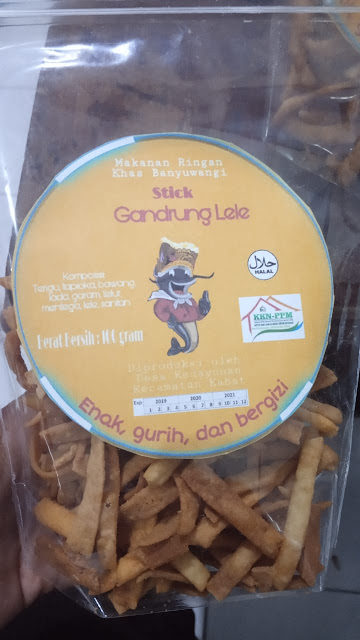 Makanan Ringan
Khas Banyuwangi
Stick
Gandrung Lele
Komposisi
Terigu, tapioka, bawang
lada, garam, telur
mentega, lele, santan
Berat Bersih : 100 gram
حلال
HALAL
KKN-PPM
Diproduksi oleh
Desa Kedayunan
Kecamatan Kabat
Exp 2019 2020 2021
1 2 3 4 5 6 7 8 9 10 11 12
Enak, gurih, dan bergizi